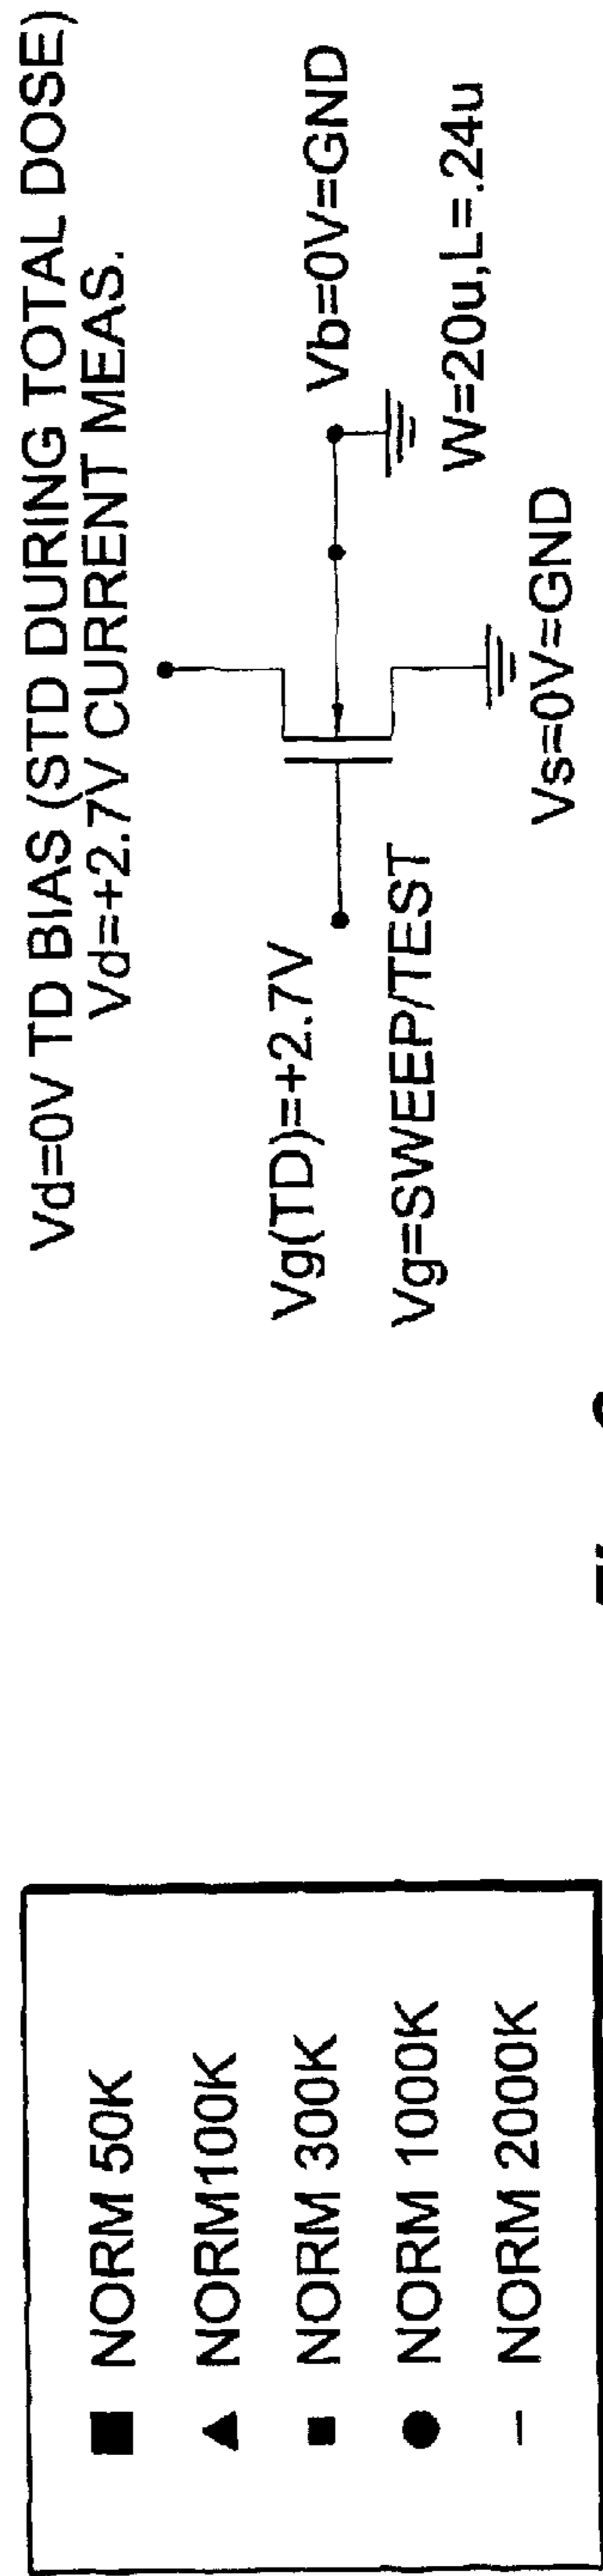 Vd=0V TD BIAS (STD DURING TOTAL DOSE)
Vd=+2.7V CURRENT MEAS.
Vg(TD)=+2.7V
Vb=0V=GND
Vg=SWEEP/TEST
W=20u,L=.24u
Vs=0V=GND
NORM 50K
NORM100K
NORM 300K
NORM 1000K
NORM 2000K